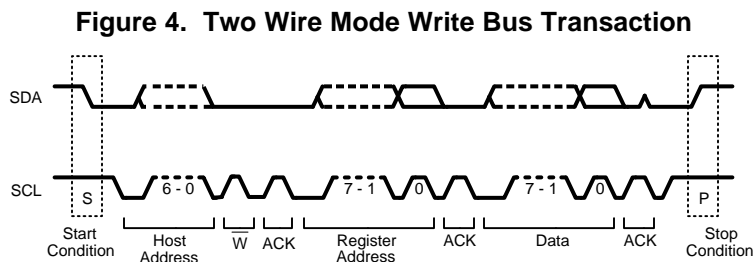 Figure 4. Two Wire Mode Write Bus Transaction
SDA
SCL
S
6 - 0
7 - 1
0
7 - 1
0
P
Start
Condition
Host
Address
W
ACK
Register
Address
ACK
Data
ACK
Stop
Condition